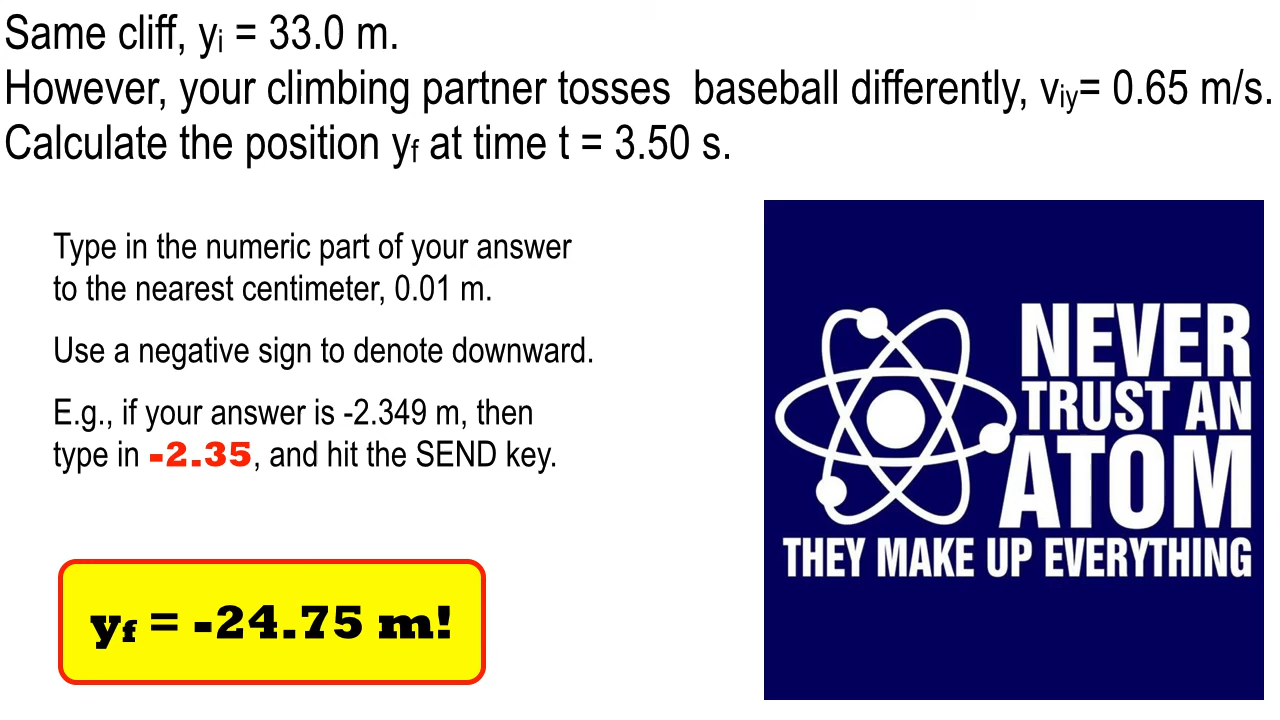 Same cliff, yi = 33.0 m.
However, your climbing partner tosses baseball differently, viy= 0.65 m/s.
Calculate the position yf at time t = 3.50 s.
Type in the numeric part of your answer
to the nearest centimeter, 0.01 m.
Use a negative sign to denote downward.
E.g., if your answer is -2.349 m, then
type in -2.35, and hit the SEND key.
yf = -24.75 m!
NEVER
TRUST AN
ATOM
THEY MAKE UP EVERYTHING